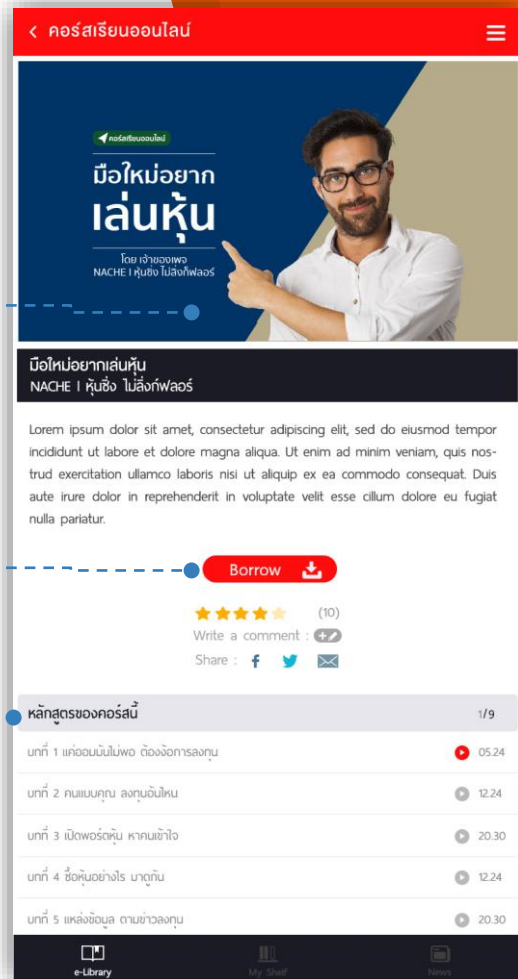 คอร์สเรียนออนไลน์
คอร์สเรียนออนไลน์
มือใหม่อยาก
เล่นหุ้น
โดย เจ้าของเพจ
NACHE I หุ้นซิ่ง ไม่ลิ่งก์ฟลอร์
มือใหม่อยากเล่นหุ้น
NACHE I หุ้นซิ่ง ไม่ลิ่งก์ฟลอร์
Lorem ipsum dolor sit amet, consectetur adipiscing elit, sed do eiusmod tempor
incididunt ut labore et dolore magna aliqua. Ut enim ad minim veniam, quis nos-
trud exercitation ullamco laboris nisi ut aliquip ex ea commodo consequat. Duis
aute irure dolor in reprehenderit in voluptate velit esse cillum dolore eu fugiat
nulla pariatur.
Borrow
(10)
Write a comment :
Share :
หลักสูตรของคอร์สนี้ 1/9
บทที่ 1 แค่ออมมันไม่พอ ต้องง้อการลงทุน 05.24
บทที่ 2 คนแบบคุณ ลงทุนอันไหน 12.24
บทที่ 3 เปิดพอร์ตหุ้น หาคนเข้าใจ 20.30
บทที่ 4 ซื้อหุ้นอย่างไร มาดูกัน 12.24
บทที่ 5 แหล่งข้อมูล ตามข่าวลงทุน 20.30
e-Library My Shelf News